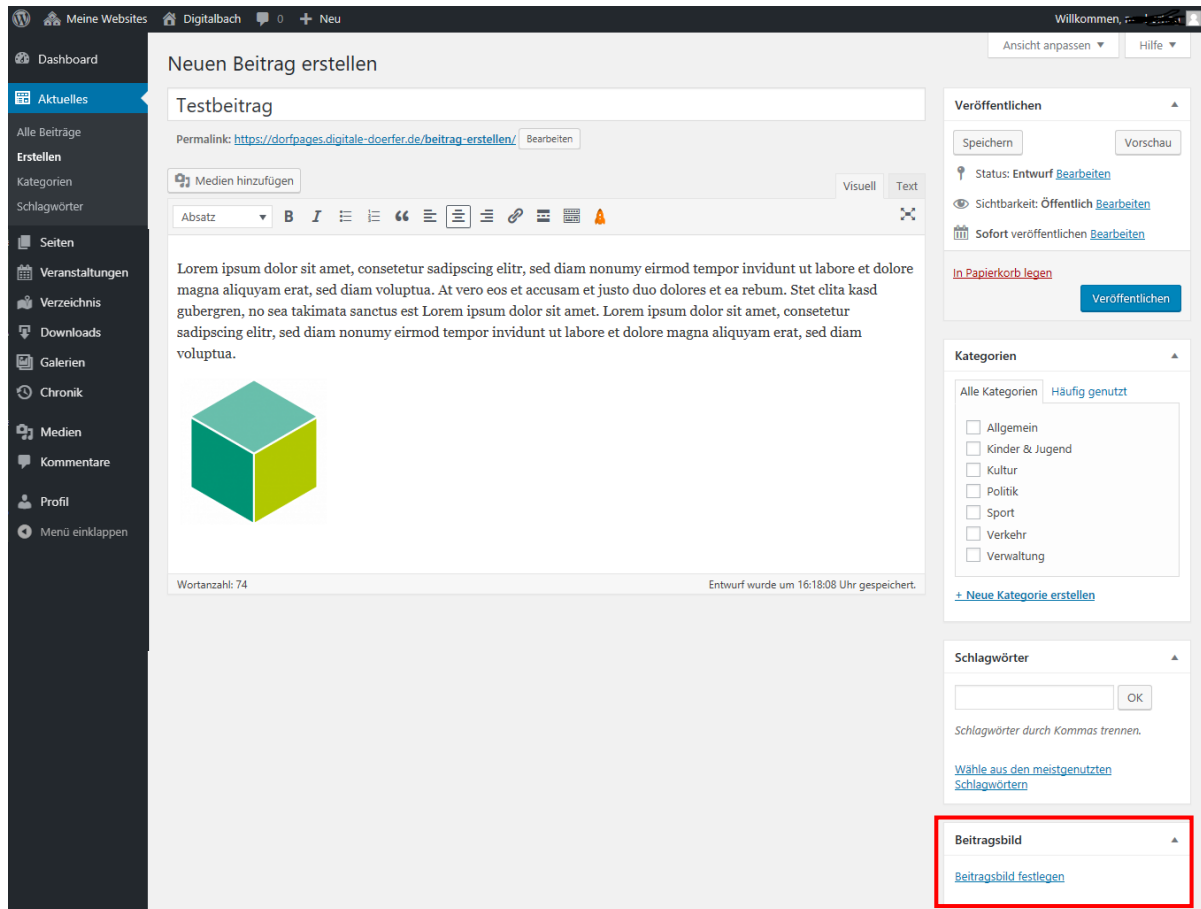 Meine Websites Digitalbach 0 + Neu Willkommen,
Ansicht anpassen ▼ Hilfe ▼
Dashboard
Aktuelles
Alle Beiträge
Erstellen
Kategorien
Schlagwörter
Seiten
Veranstaltungen
Verzeichnis
Downloads
Galerien
Chronik
Medien
Kommentare
Profil
Menü einklappen
Neuen Beitrag erstellen
Testbeitrag
Permalink: https://dorfpages.digitale-doerfer.de/beitrag-erstellen/ Bearbeiten
Medien hinzufügen
Visuell Text
Absatz ▼ B I
Lorem ipsum dolor sit amet, consetetur sadipscing elitr, sed diam nonumy eirmod tempor invidunt ut labore et dolore
magna aliquyam erat, sed diam voluptua. At vero eos et accusam et justo duo dolores et ea rebum. Stet clita kasd
gubergren, no sea takimata sanctus est Lorem ipsum dolor sit amet. Lorem ipsum dolor sit amet, consetetur
sadipscing elitr, sed diam nonumy eirmod tempor invidunt ut labore et dolore magna aliquyam erat, sed diam
voluptua.
Wortanzahl: 74 Entwurf wurde um 16:18:08 Uhr gespeichert.
Veröffentlichen
Speichern Vorschau
Status: Entwurf Bearbeiten
Sichtbarkeit: Öffentlich Bearbeiten
Sofort veröffentlichen Bearbeiten
In Papierkorb legen
Veröffentlichen
Kategorien
Alle Kategorien Häufig genutzt
Allgemein
Kinder & Jugend
Kultur
Politik
Sport
Verkehr
Verwaltung
+ Neue Kategorie erstellen
Schlagwörter
OK
Schlagwörter durch Kommas trennen.
Wähle aus den meistgenutzten
Schlagwörtern
Beitragsbild
Beitragsbild festlegen